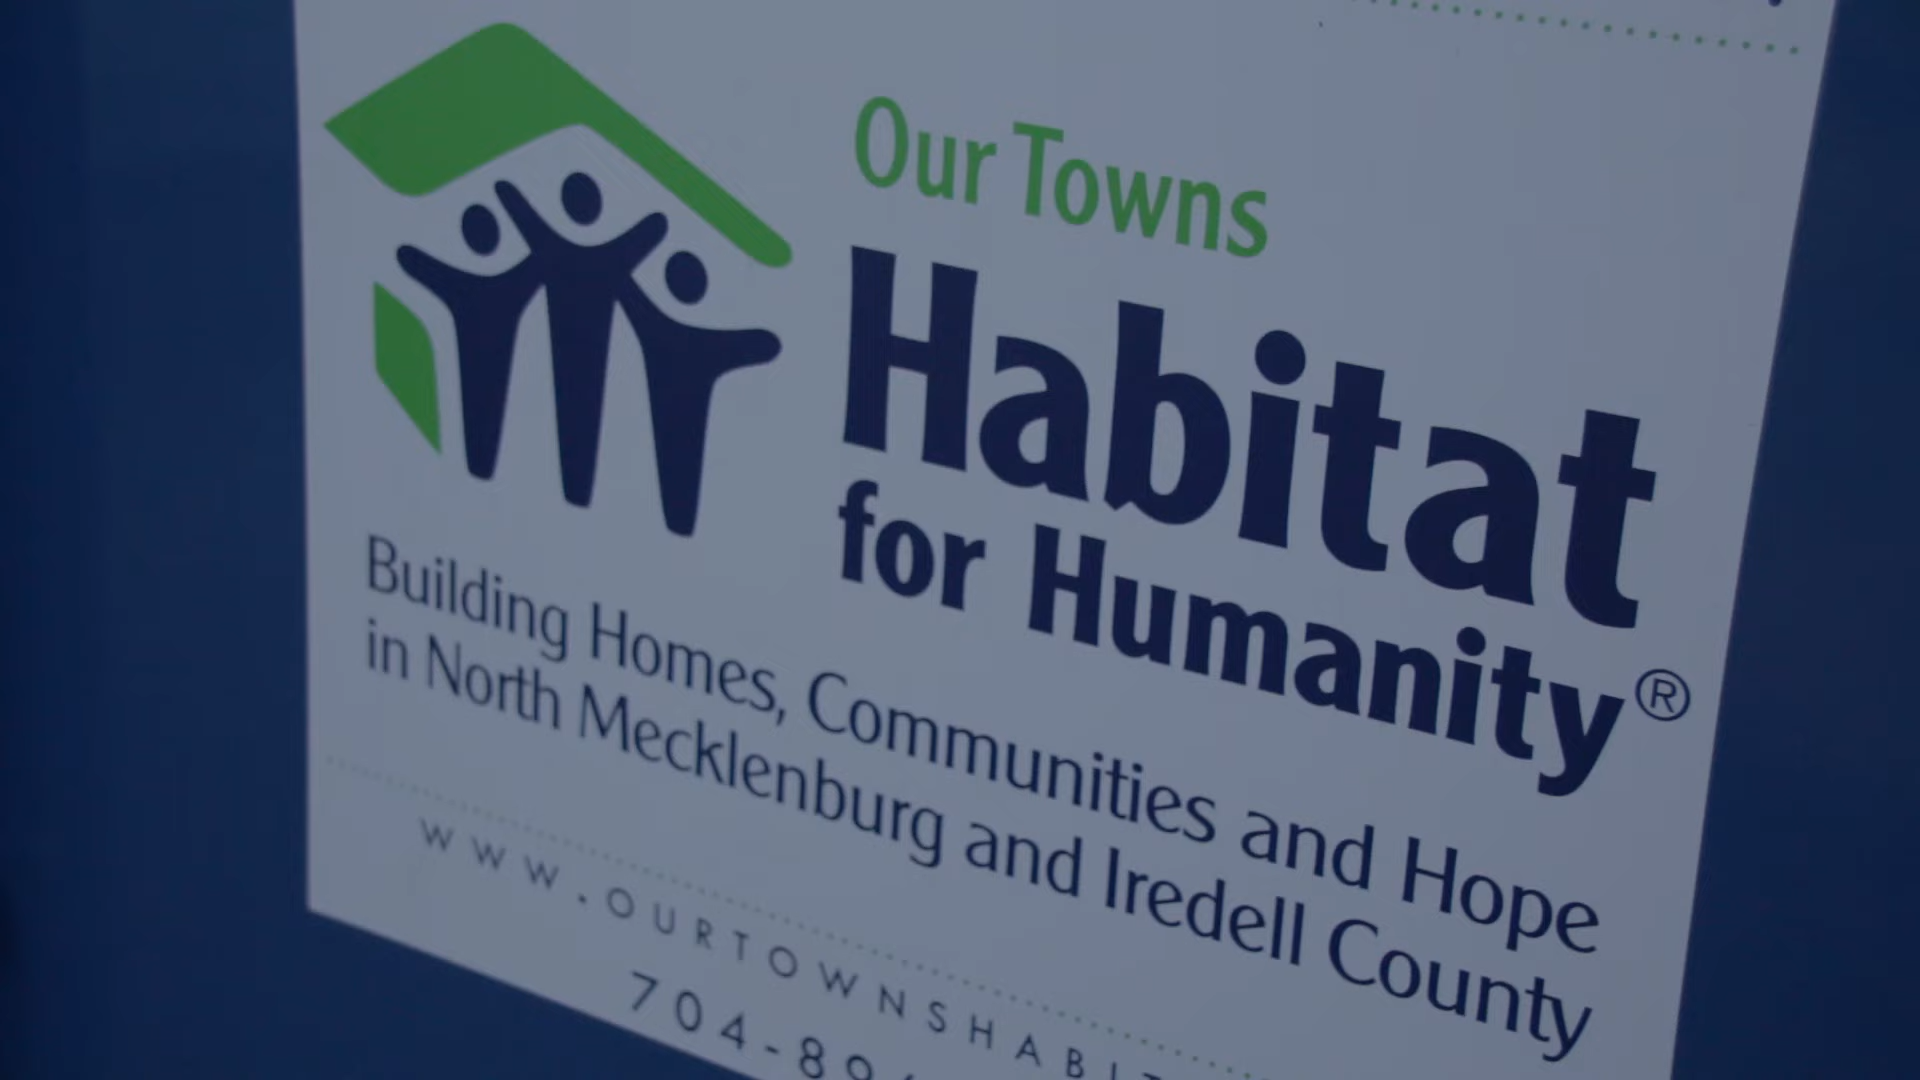 Our Towns
Habitat
for Humanity®
Building Homes, Communities and Hope
in North Mecklenburg and Iredell County
WWW.OURTOWNSHABI
704-89